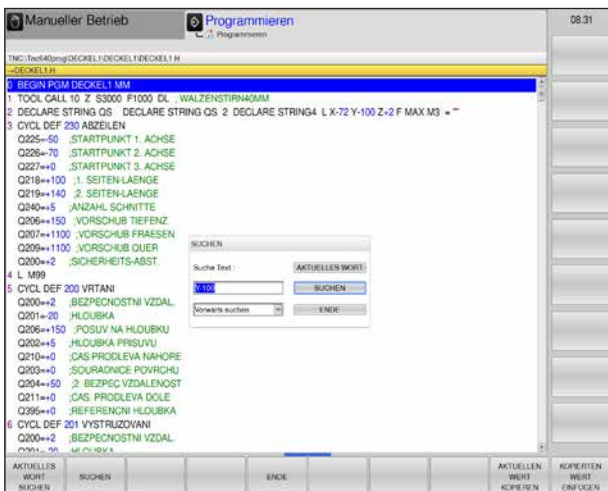 Manueller Betrieb
Programmieren
Programmieren
08:31
TNC:\Tnc640prog\DECKEL1\DECKEL1\DECKEL1.H
→DECKEL1.H
0 BEGIN PGM DECKEL1 MM
1 TOOL CALL 10 Z S3000 F1000 DL , WALZENSTIRN40MM
2 DECLARE STRING QS DECLARE STRING QS 2 DECLARE STRING4 L X-72 Y-100 Z+2 F MAX M3 = ""
3 CYCL DEF 230 ABZEILEN
Q225=-50 ;STARTPUNKT 1. ACHSE
Q226=-70 ;STARTPUNKT 2. ACHSE
Q227=+0 ;STARTPUNKT 3. ACHSE
Q218=+100 ;1. SEITEN-LAENGE
Q219=+140 ;2. SEITEN-LAENGE
Q240=+5 ;ANZAHL SCHNITTE
Q206=+150 ;VORSCHUB TIEFENZ.
Q207=+1100 ;VORSCHUB FRAESEN
Q209=+1100 ;VORSCHUB QUER
Q200=+2 ;SICHERHEITS-ABST.
4 L M99
5 CYCL DEF 200 VRTANI
Q200=+2 ;BEZPECNOSTNI VZDAL.
Q201=-20 ;HLOUBKA
Q206=+150 ;POSUV NA HLOUBKU
Q202=+5 ;HLOUBKA PRISUVU
Q210=+0 ;CAS PRODLEVA NAHORE
Q203=+0 ;SOURADNICE POVRCHU
Q204=+50 ;2. BEZPEC.VZDALENOST
Q211=+0 ;CAS. PRODLEVA DOLE
Q395=+0 ;REFERENCNI HLOUBKA
6 CYCL DEF 201 VYSTRUZOVANI
Q200=+2 ;BEZPECNOSTNI VZDAL.
Q201=-20 ;HLOUBKA
SUCHEN
Suche Text :
AKTUELLES WORT
Y-100
SUCHEN
Vorwärts suchen
ENDE
AKTUELLES WORT SUCHEN
SUCHEN
ENDE
AKTUELLEN WERT KOPIEREN
KOPIERTEN WERT EINFÜGEN